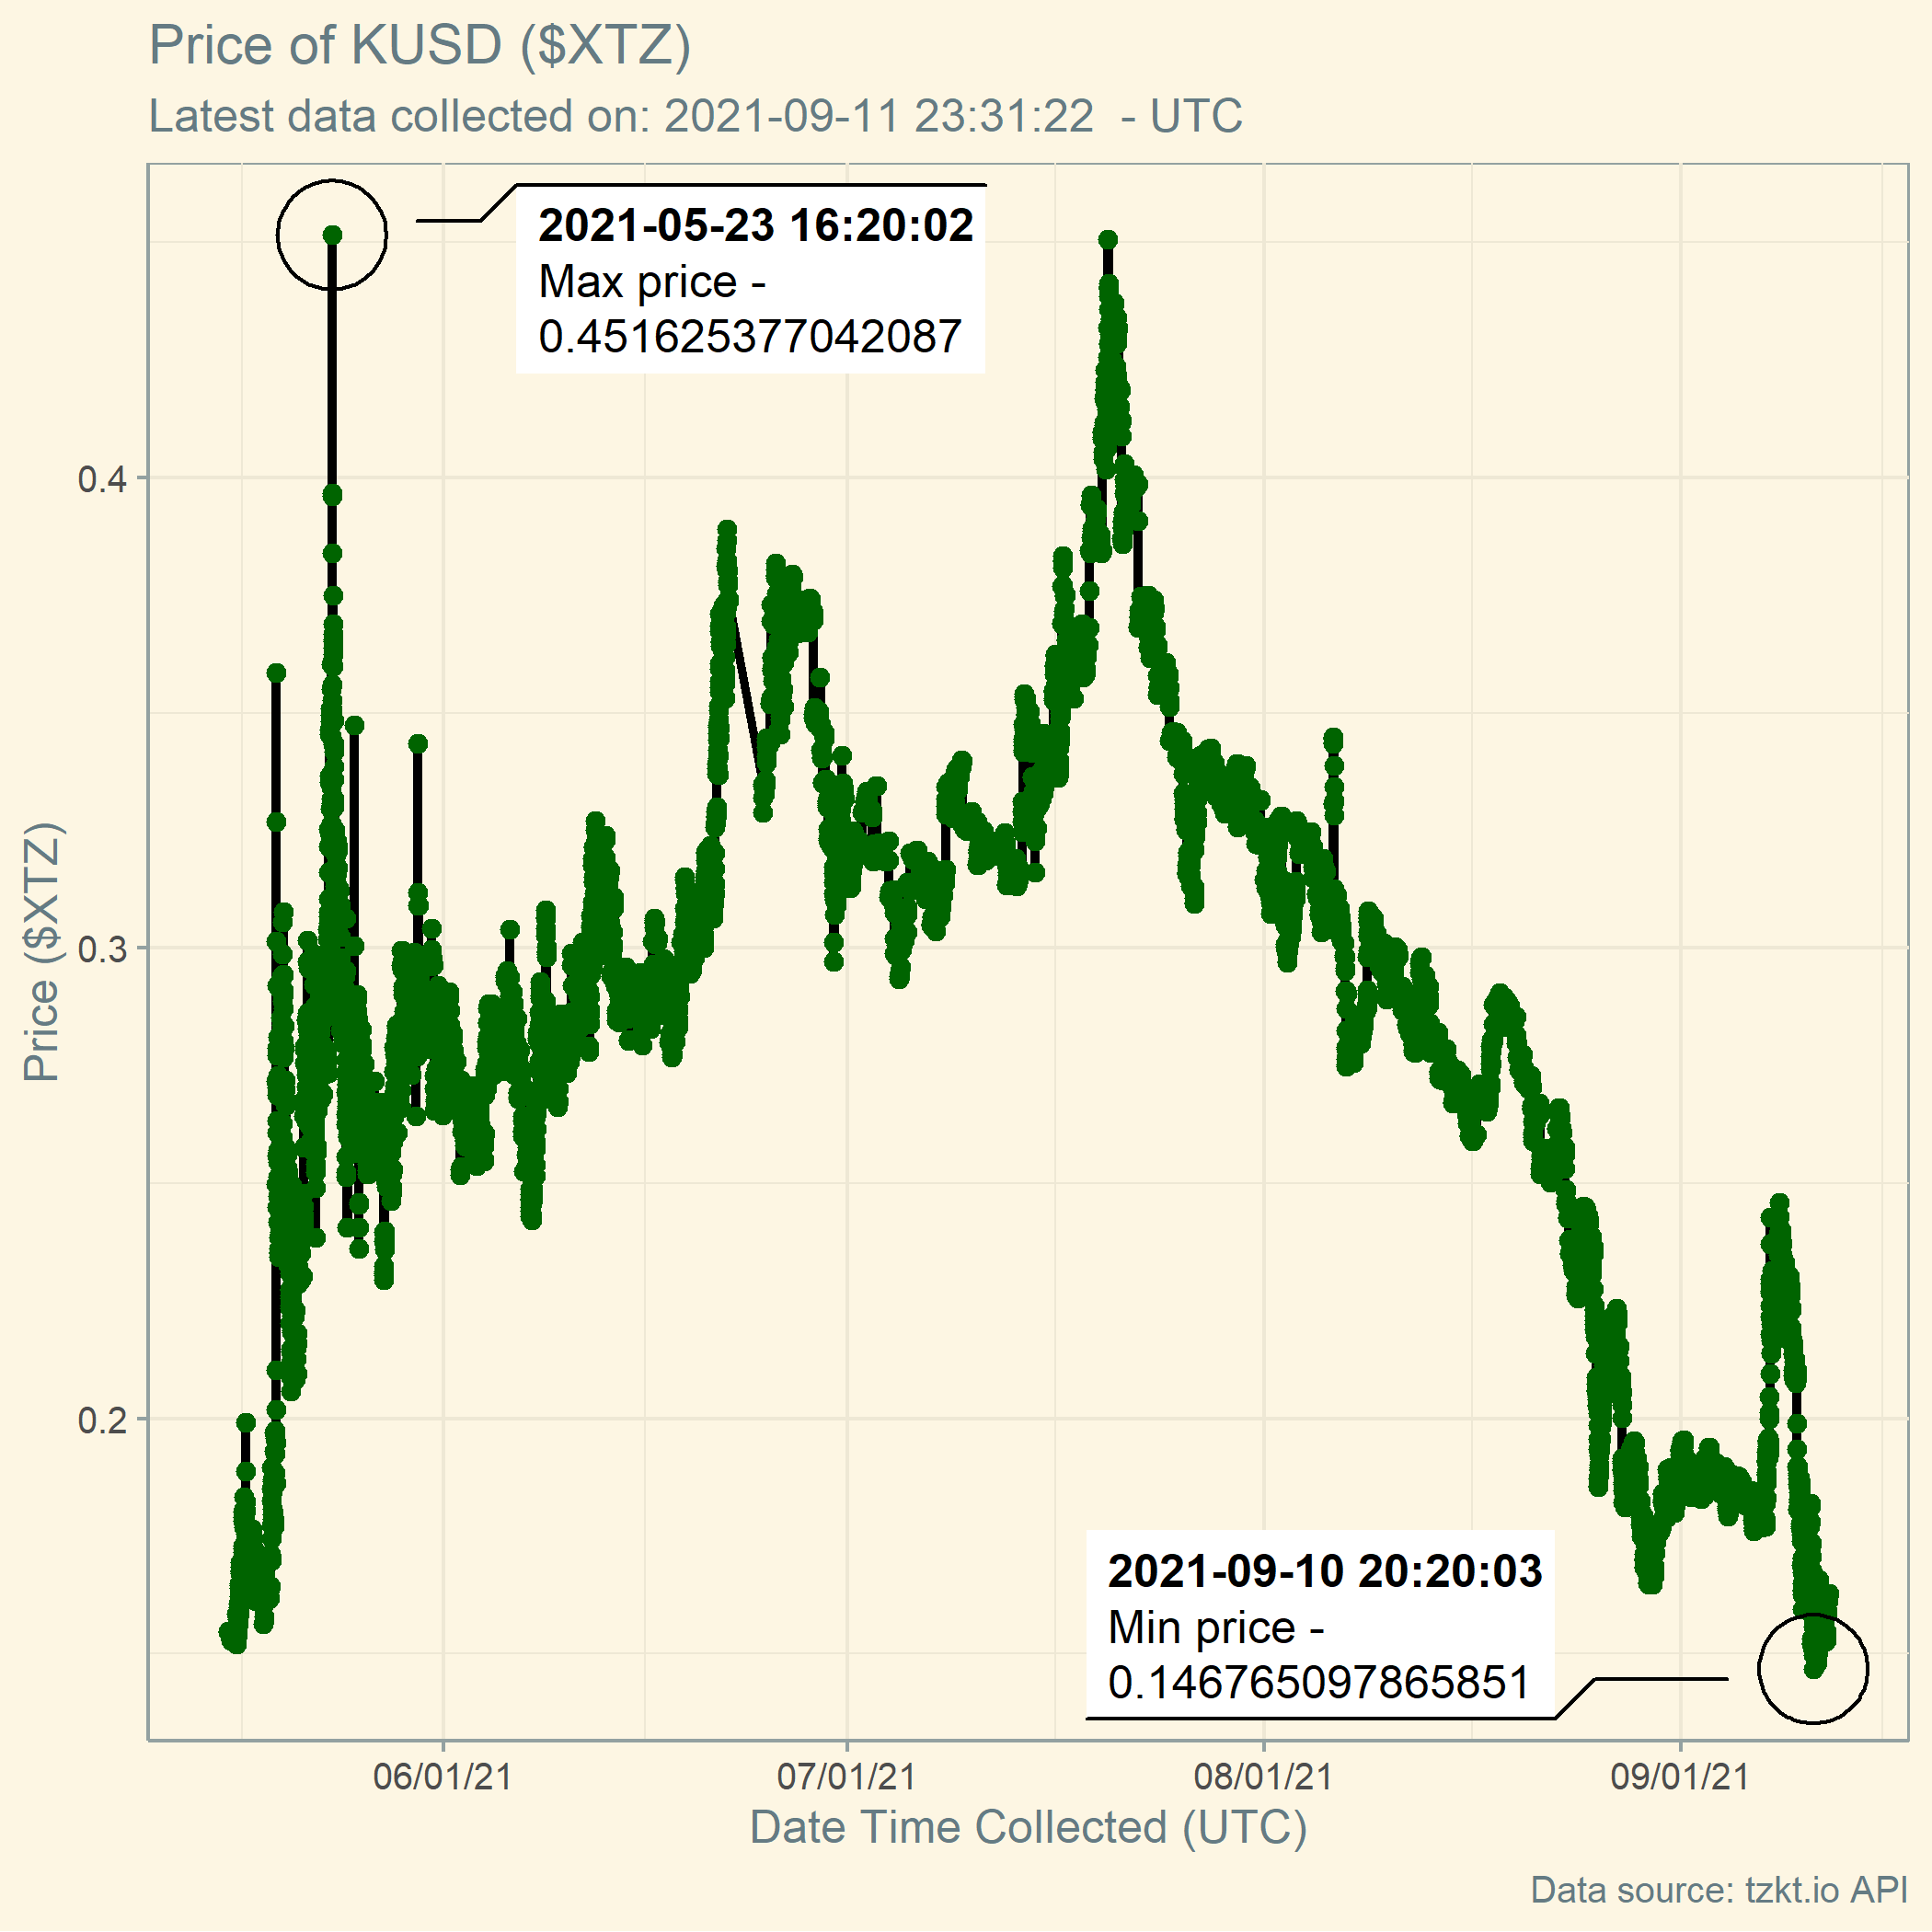 Price of KUSD ($XTZ)
Latest data collected on: 2021-09-11 23:31:22  - UTC
2021-05-23 16:20:02
Max price -
0.451625377042087
0.4
0.3
0.2
Price ($XTZ)
2021-09-10 20:20:03
Min price -
0.146765097865851
06/01/21
07/01/21
08/01/21
09/01/21
Date Time Collected (UTC)
Data source: tzkt.io API